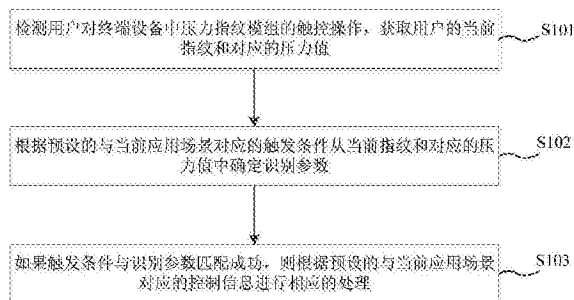 检测用户对终端设备中压力指纹模组的触控操作，获取用户的当前
指纹和对应的压力值
S101
根据预设的与当前应用场景对应的触发条件从当前指纹和对应的压
力值中确定识别参数
S102
如果触发条件与识别参数匹配成功，则根据预设的与当前应用场景
对应的控制信息进行相应的处理
S103